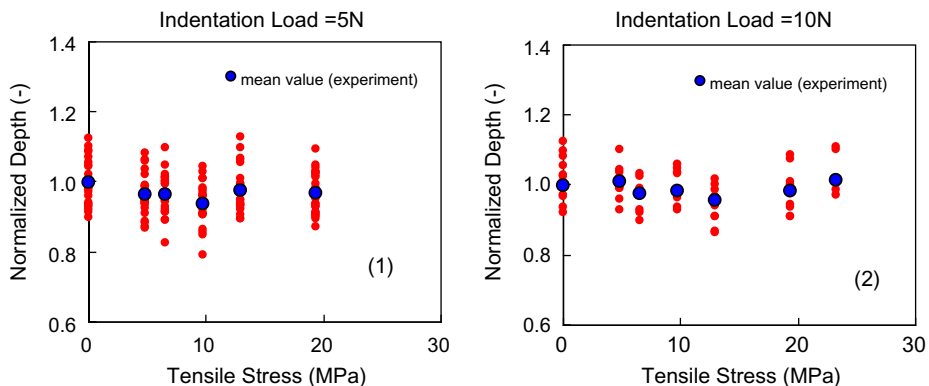 Indentation Load =5N
1.4
1.2
1.0
0.8
0.6
Normalized Depth (-)
mean value (experiment)
(1)
0
10
20
30
Tensile Stress (MPa)
Indentation Load =10N
1.4
1.2
1.0
0.8
0.6
Normalized Depth (-)
mean value (experiment)
(2)
0
10
20
30
Tensile Stress (MPa)